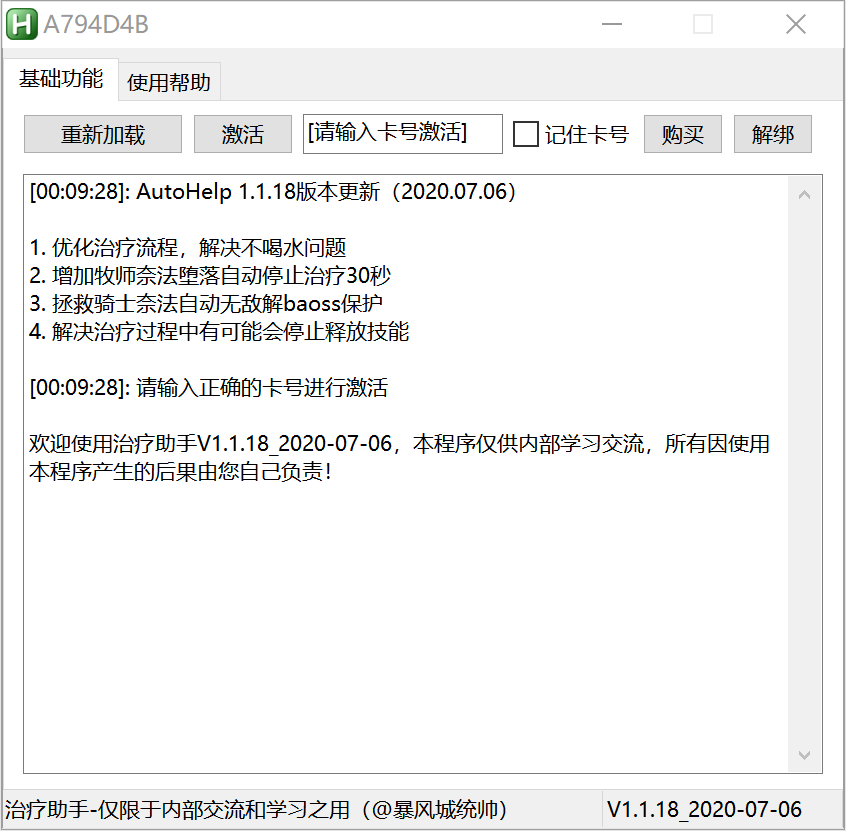 A794D4B
基础功能 使用帮助
重新加载 激活 [请输入卡号激活] 记住卡号 购买 解绑
[00:09:28]: AutoHelp 1.1.18版本更新（2020.07.06）
1. 优化治疗流程，解决不喝水问题
2. 增加牧师奈法堕落自动停止治疗30秒
3. 拯救骑士奈法自动无敌解baoss保护
4. 解决治疗过程中有可能会停止释放技能
[00:09:28]: 请输入正确的卡号进行激活
欢迎使用治疗助手V1.1.18_2020-07-06，本程序仅供内部学习交流，所有因使用
本程序产生的后果由您自己负责！
治疗助手-仅限于内部交流和学习之用（@暴风城统帅） V1.1.18_2020-07-06